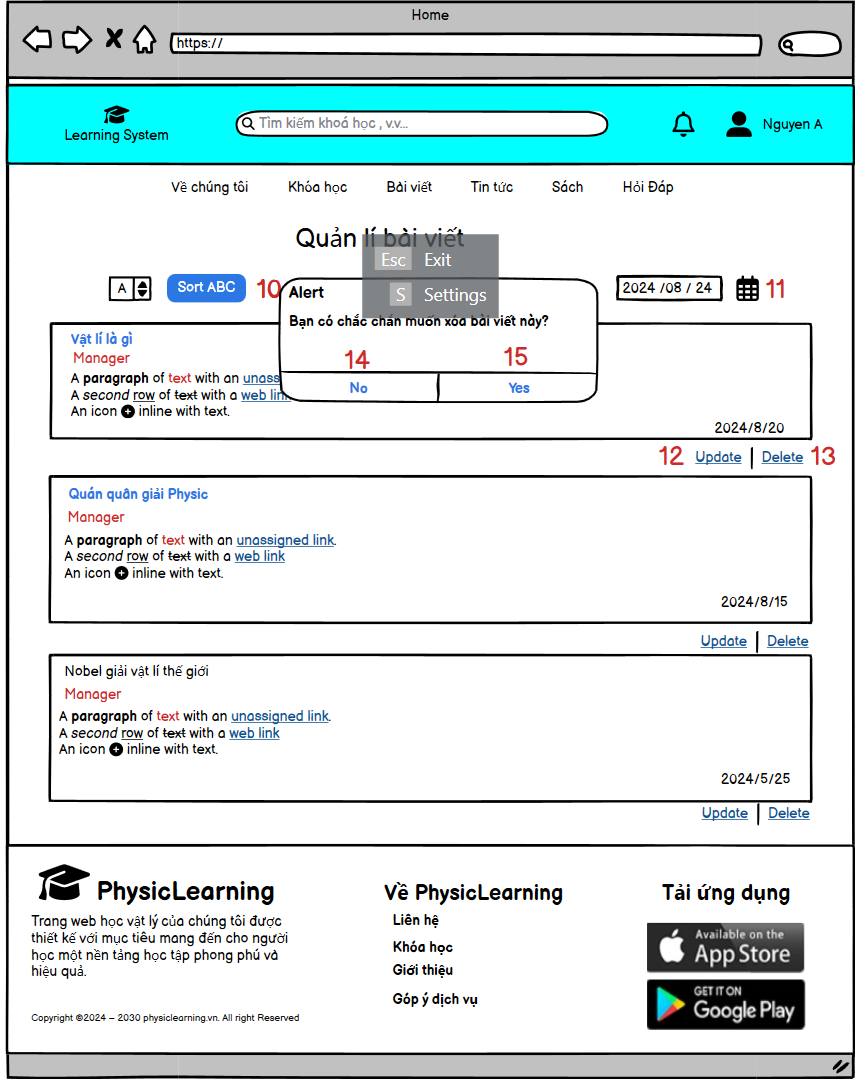 Home
https://
Learning System
Tìm kiếm khoá học , v.v...
Nguyen A
Về chúng tôi
Khóa học
Bài viết
Tin tức
Sách
Hỏi Đáp
Quản lí bài viết
Esc Exit
S Settings
A
Sort ABC
10
2024 /08 / 24
11
Alert
Bạn có chắc chắn muốn xóa bài viết này?
14
15
No
Yes
Vật lí là gì
Manager
A paragraph of text with an unass
A second row of text with a web link
An icon inline with text.
2024/8/20
12
Update
Delete
13
Quán quân giải Physic
Manager
A paragraph of text with an unassigned link.
A second row of text with a web link
An icon inline with text.
2024/8/15
Update
Delete
Nobel giải vật lí thế giới
Manager
A paragraph of text with an unassigned link.
A second row of text with a web link
An icon inline with text.
2024/5/25
Update
Delete
PhysicLearning
Trang web học vật lý của chúng tôi được
thiết kế với mục tiêu mang đến cho người
học một nền tảng học tập phong phú và
hiệu quả.
Copyright ©2024 – 2030 physiclearning.vn. All right Reserved
Về PhysicLearning
Liên hệ
Khóa học
Giới thiệu
Góp ý dịch vụ
Tải ứng dụng
Available on the
App Store
GET IT ON
Google Play